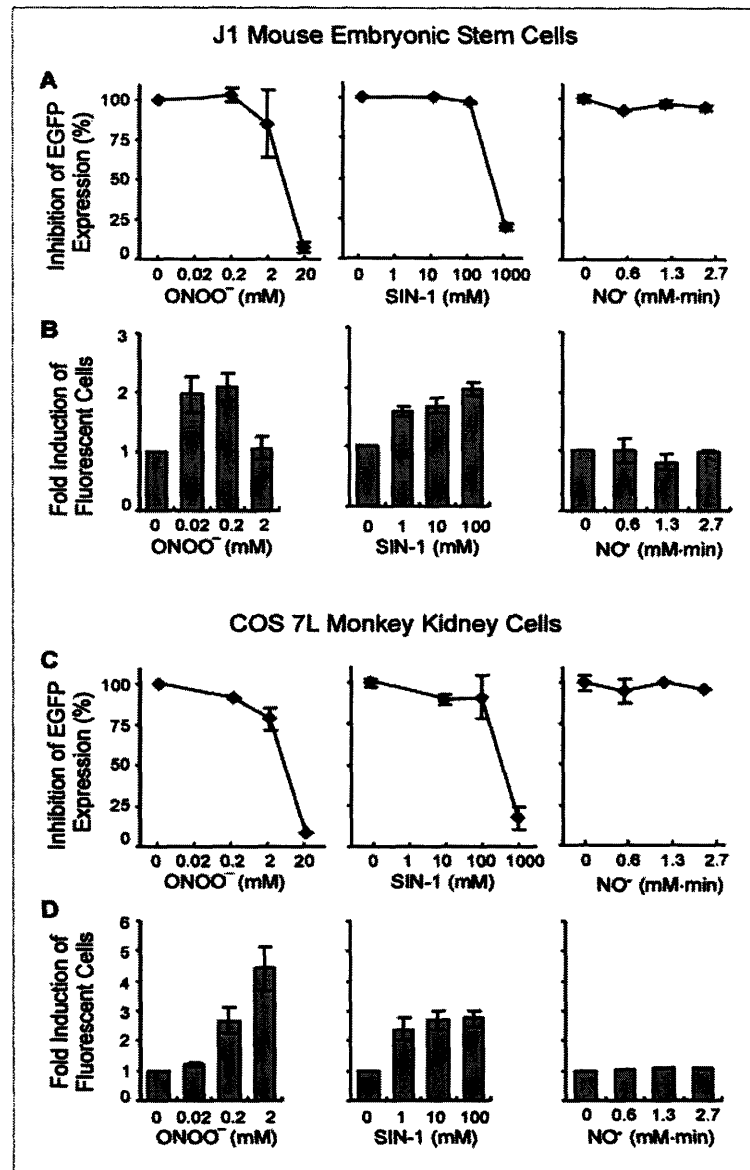 J1 Mouse Embryonic Stem Cells
A
Inhibition of EGFP
Expression (%)
100
75
50
25
0
0 0.02 0.2 2 20
ONOO⁻ (mM)
0 1 10 100 1000
SIN-1 (mM)
0 0.6 1.3 2.7
NO• (mM·min)
B
Fold Induction of
Fluorescent Cells
3
2
1
0
0 0.02 0.2 2
ONOO⁻ (mM)
0 1 10 100
SIN-1 (mM)
0 0.6 1.3 2.7
NO• (mM·min)
COS 7L Monkey Kidney Cells
C
Inhibition of EGFP
Expression (%)
100
75
50
25
0
0 0.02 0.2 2 20
ONOO⁻ (mM)
0 1 10 100 1000
SIN-1 (mM)
0 0.6 1.3 2.7
NO• (mM·min)
D
Fold Induction of
Fluorescent Cells
6
5
4
3
2
1
0
0 0.02 0.2 2
ONOO⁻ (mM)
0 1 10 100
SIN-1 (mM)
0 0.6 1.3 2.7
NO• (mM·min)